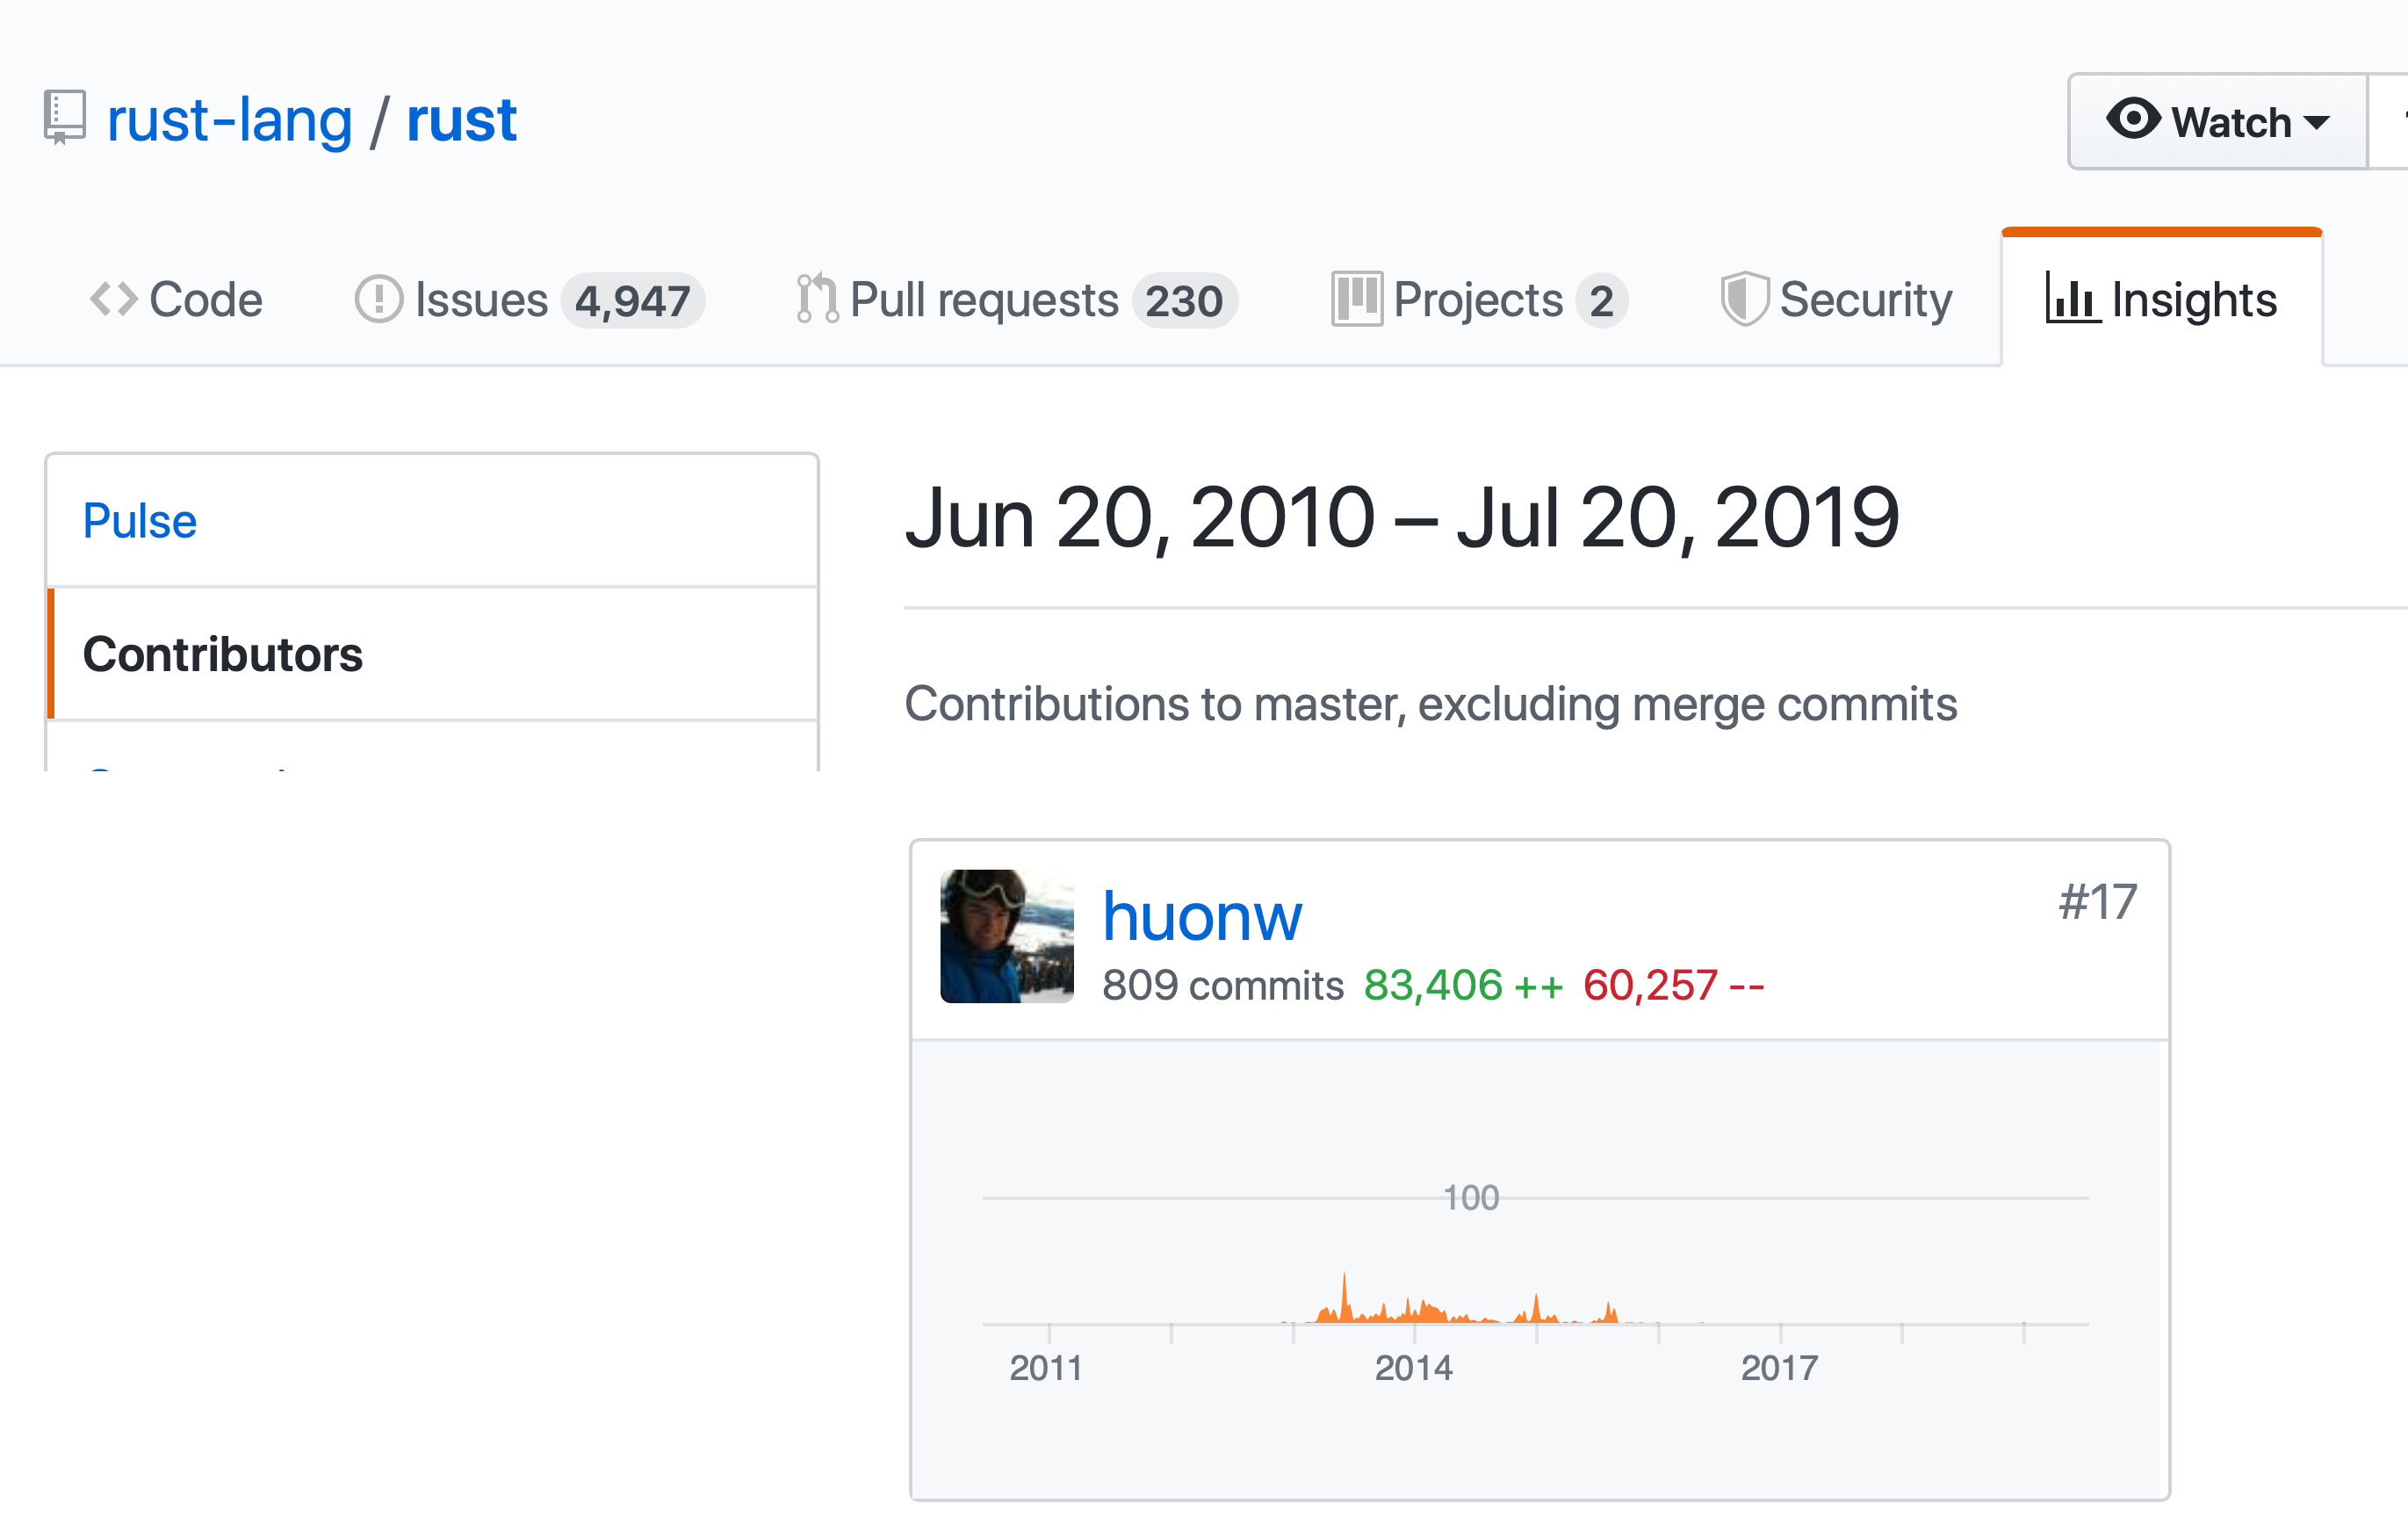 rust-lang / rust
Watch
Code Issues 4,947 Pull requests 230 Projects 2 Security Insights
Pulse
Contributors
Jun 20, 2010 – Jul 20, 2019
Contributions to master, excluding merge commits
huonw #17
809 commits 83,406 ++ 60,257 --
100
2011 2014 2017